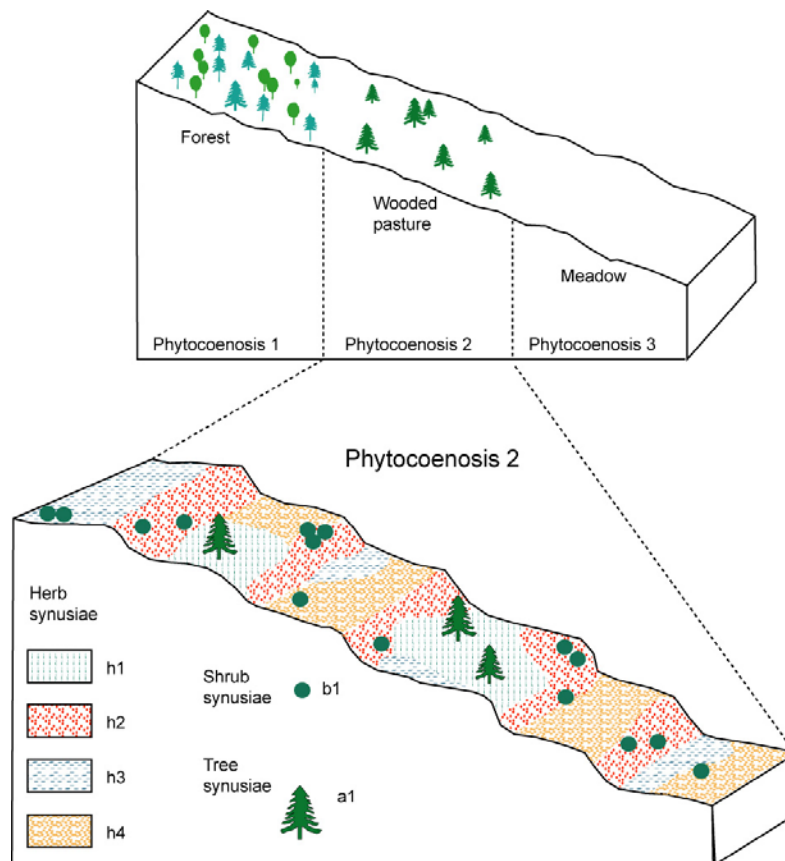 Forest
Wooded
pasture
Meadow
Phytocoenosis 1
Phytocoenosis 2
Phytocoenosis 3
Phytocoenosis 2
Herb
synusiae
h1
h2
h3
h4
Shrub
synusiae
b1
Tree
synusiae
a1